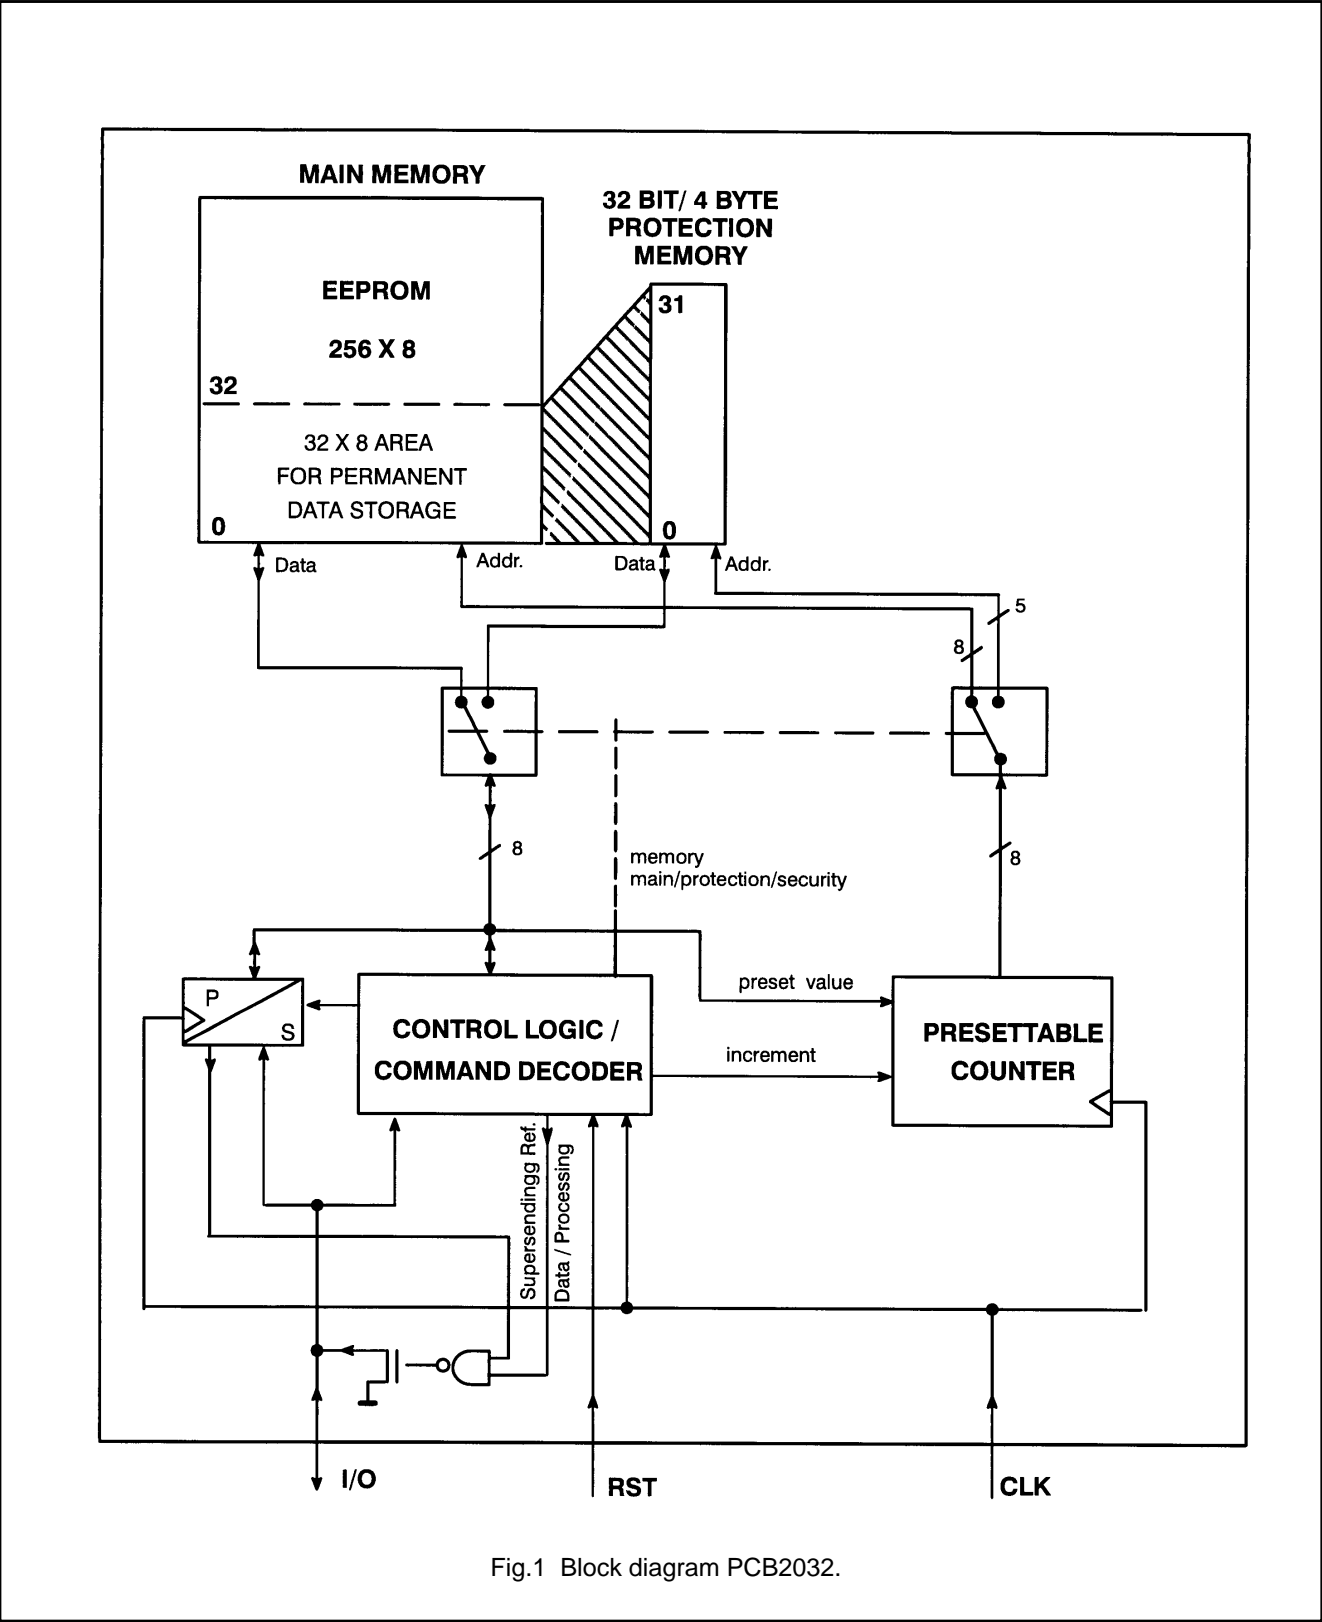 MAIN MEMORY
32 BIT/ 4 BYTE
PROTECTION
MEMORY
EEPROM
256 X 8
31
32
32 X 8 AREA
FOR PERMANENT
DATA STORAGE
0
0
Data
Addr.
Data
Addr.
5
8
8
8
memory
main/protection/security
P
S
CONTROL LOGIC /
COMMAND DECODER
preset value
increment
PRESETTABLE
COUNTER
Supersendingg Ref.
Data / Processing
I/O
RST
CLK
Fig.1 Block diagram PCB2032.